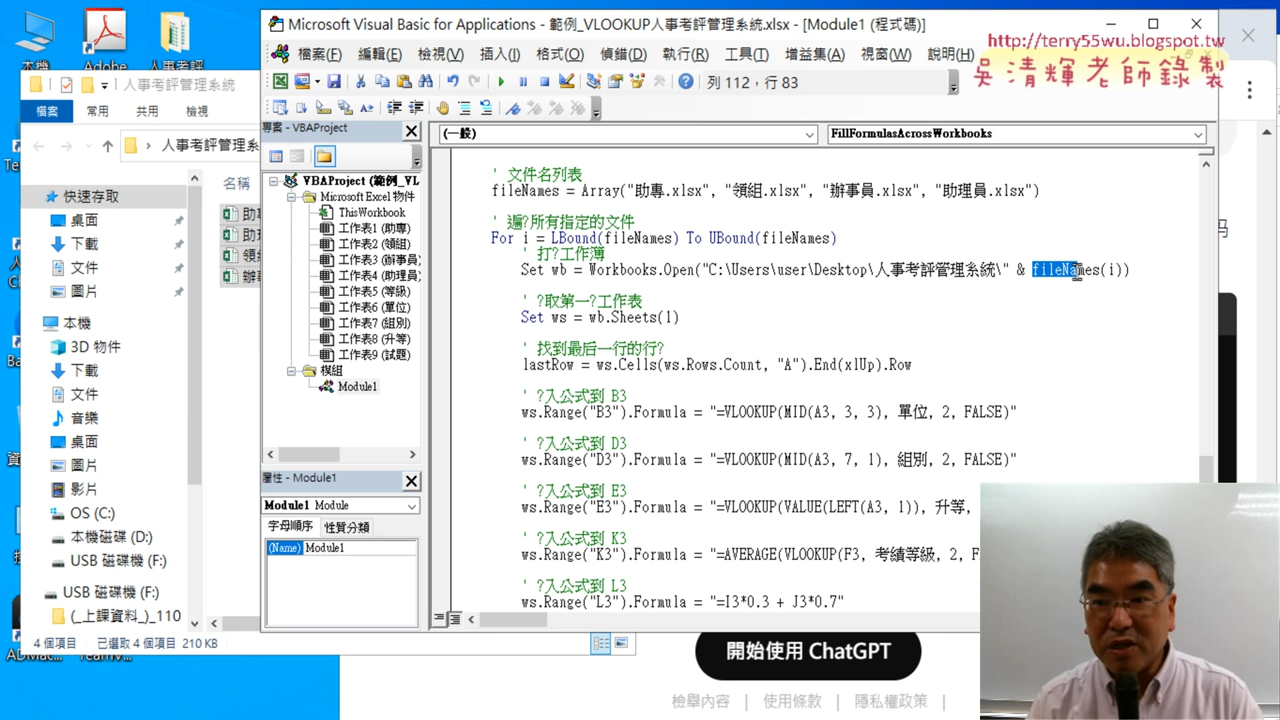 Microsoft Visual Basic for Applications - 範例_VLOOKUP人事考評管理系統.xlsx - [Module1 (程式碼)]
http://terry55wu.blogspot.tw
吳清輝老師錄製
檔案(F) 編輯(E) 檢視(V) 插入(I) 格式(O) 偵錯(D) 執行(R) 工具(T) 增益集(A) 視窗(W) 說明(H)
列 112，行 83
本機
Adobe
人事考評
人事考評管理系統
檔案 常用 共用 檢視
人事考評管理系
名稱
快速存取
桌面
下載
文件
圖片
本機
3D 物件
下載
文件
音樂
桌面
圖片
影片
OS (C:)
本機磁碟 (D:)
USB 磁碟機 (F:)
USB 磁碟機 (F:)
(_上課資料_)_110
4 個項目 已選取 4 個項目 210 KB
助
助
領
辦
專案 - VBAProject
VBAProject (範例_VL
Microsoft Excel 物件
ThisWorkbook
工作表1 (助專)
工作表2 (領組)
工作表3 (辦事員)
工作表4 (助理員)
工作表5 (等級)
工作表6 (單位)
工作表7 (組別)
工作表8 (升等)
工作表9 (試題)
模組
Module1
屬性 - Module1
Module1 Module
字母順序 性質分類
(Name) Module1
(一般) FillFormulasAcrossWorkbooks
' 文件名列表
fileNames = Array("助專.xlsx", "領組.xlsx", "辦事員.xlsx", "助理員.xlsx")
' 遍?所有指定的文件
For i = LBound(fileNames) To UBound(fileNames)
' 打?工作簿
Set wb = Workbooks.Open("C:\Users\user\Desktop\人事考評管理系統\" & fileNames(i))
' ?取第一?工作表
Set ws = wb.Sheets(1)
' 找到最后一行的行?
lastRow = ws.Cells(ws.Rows.Count, "A").End(xlUp).Row
' ?入公式到 B3
ws.Range("B3").Formula = "=VLOOKUP(MID(A3, 3, 3), 單位, 2, FALSE)"
' ?入公式到 D3
ws.Range("D3").Formula = "=VLOOKUP(MID(A3, 7, 1), 組別, 2, FALSE)"
' ?入公式到 E3
ws.Range("E3").Formula = "=VLOOKUP(VALUE(LEFT(A3, 1)), 升等,
' ?入公式到 K3
ws.Range("K3").Formula = "=AVERAGE(VLOOKUP(F3, 考績等級, 2, F
' ?入公式到 L3
ws.Range("L3").Formula = "=I3*0.3 + J3*0.7"
開始使用 ChatGPT
檢舉內容 | 使用條款 | 隱私權政策 |